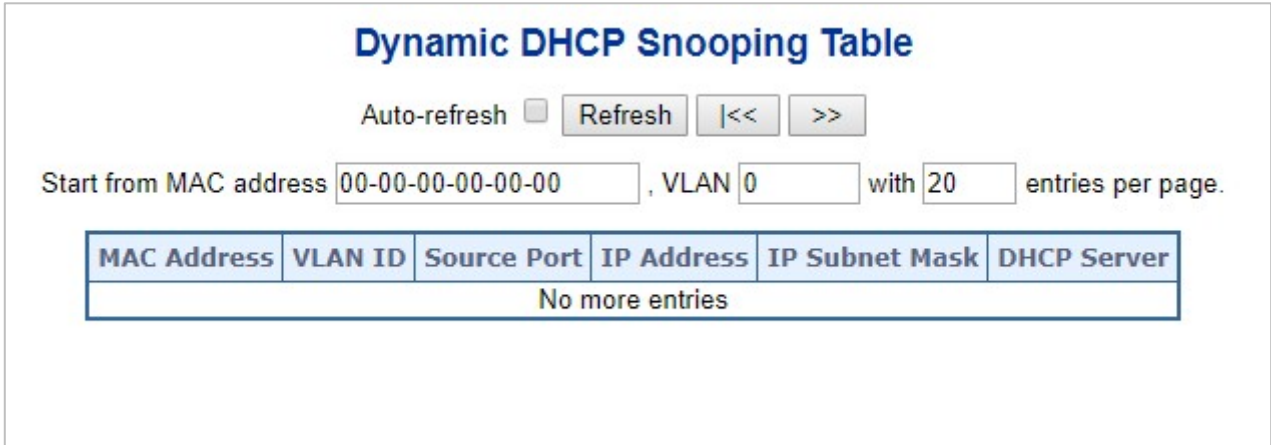 Dynamic DHCP Snooping Table
Auto-refresh Refresh |<< >>
Start from MAC address 00-00-00-00-00-00 , VLAN 0 with 20 entries per page.
MAC Address VLAN ID Source Port IP Address IP Subnet Mask DHCP Server
No more entries